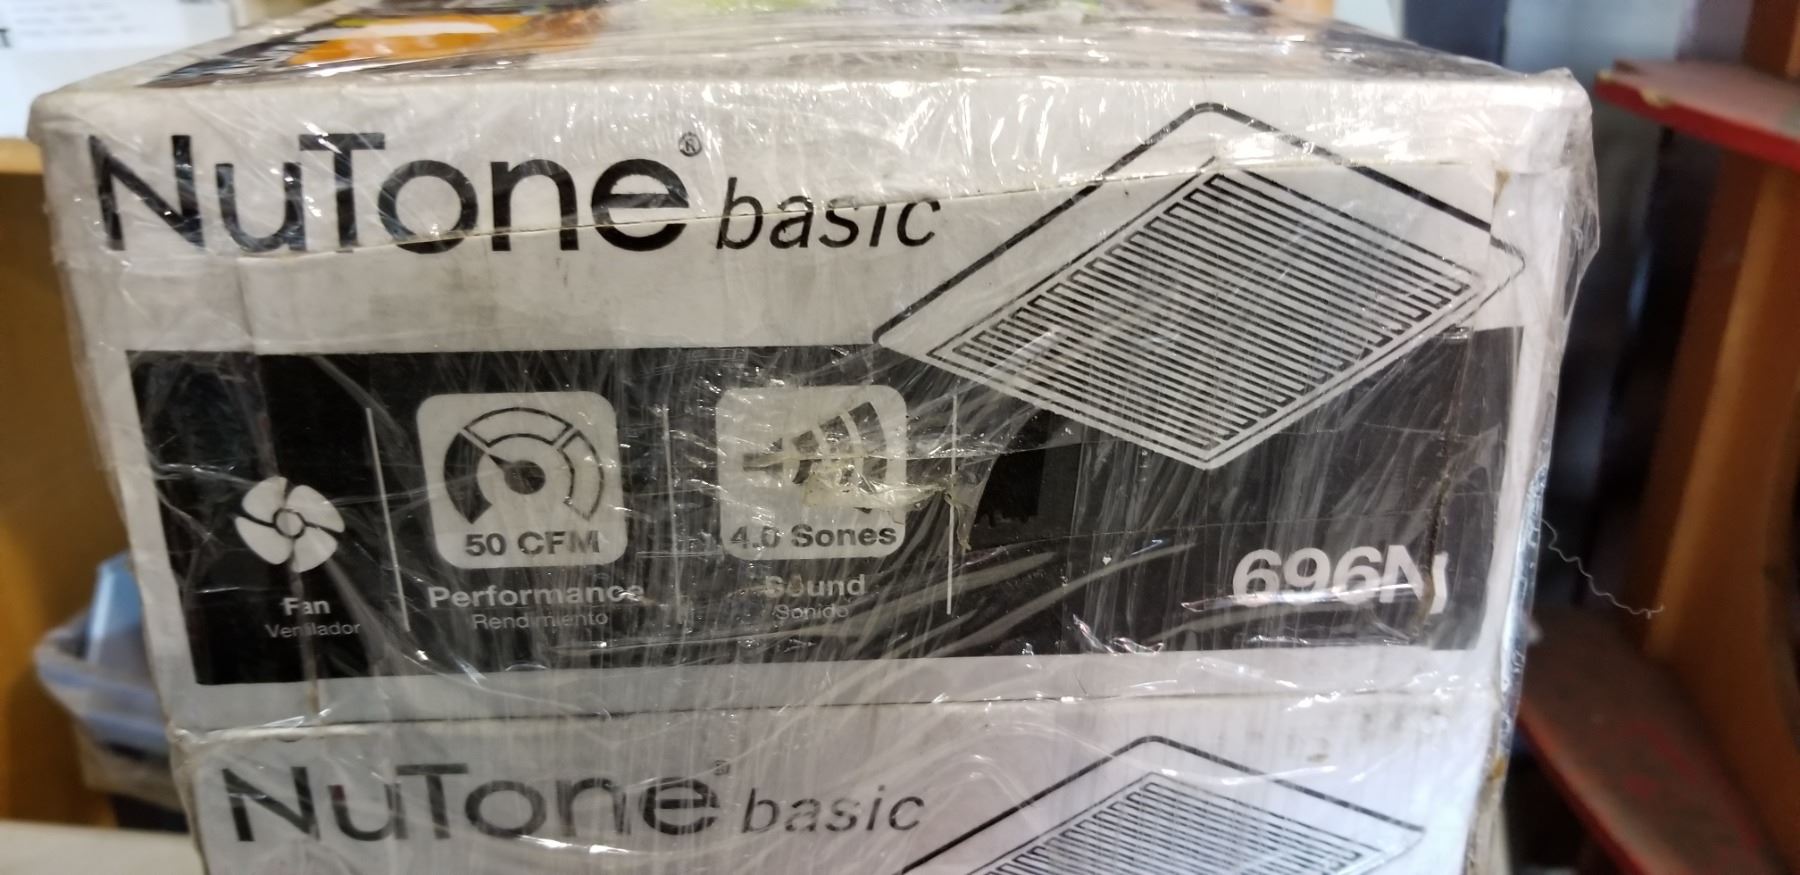 NuTone® basic
50 CFM
4.0 Sones
Fan
Ventilador
Performance
Rendimiento
Sound
Sonido
696N
NuTone® basic